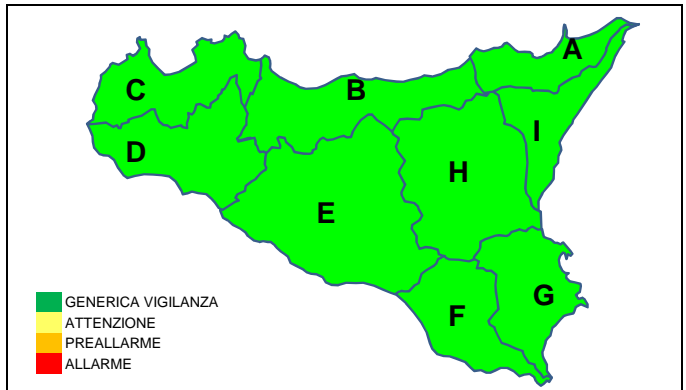 A
C
B
I
D
H
E
G
F
GENERICA VIGILANZA
ATTENZIONE
PREALLARME
ALLARME